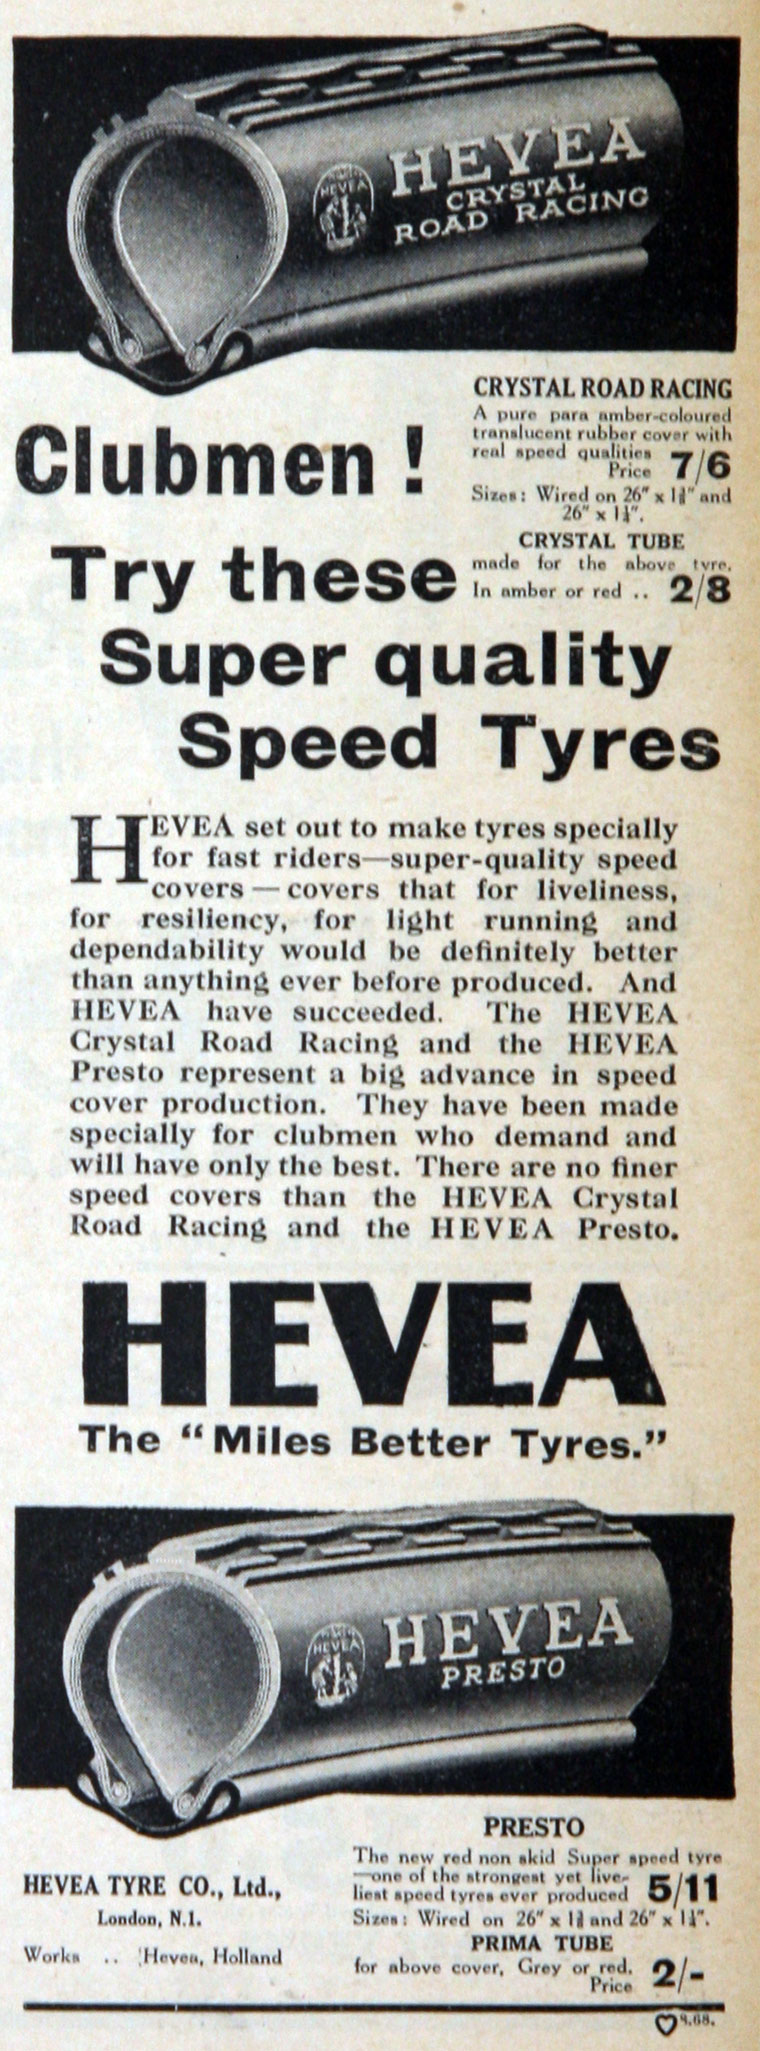 HEVEA
HEVEA
CRYSTAL
ROAD RACING
CRYSTAL ROAD RACING
A pure para amber-coloured
translucent rubber cover with
real speed qualities
Price 7/6
Sizes: Wired on 26" x 1⅜" and
26" x 1¼".
CRYSTAL TUBE
made for the above tyre.
In amber or red .. 2/8
Clubmen !
Try these
Super quality
Speed Tyres
HEVEA set out to make tyres specially
for fast riders—super-quality speed
covers — covers that for liveliness,
for resiliency, for light running and
dependability would be definitely better
than anything ever before produced. And
HEVEA have succeeded. The HEVEA
Crystal Road Racing and the HEVEA
Presto represent a big advance in speed
cover production. They have been made
specially for clubmen who demand and
will have only the best. There are no finer
speed covers than the HEVEA Crystal
Road Racing and the HEVEA Presto.
HEVEA
The "Miles Better Tyres."
HEVEA
HEVEA
PRESTO
PRESTO
The new red non skid Super speed tyre
—one of the strongest yet live-
liest speed tyres ever produced 5/11
Sizes: Wired on 26" x 1⅜ and 26" x 1¼".
PRIMA TUBE
for above cover, Grey or red.
Price 2/-
HEVEA TYRE CO., Ltd.,
London, N.1.
Works .. Hevea, Holland